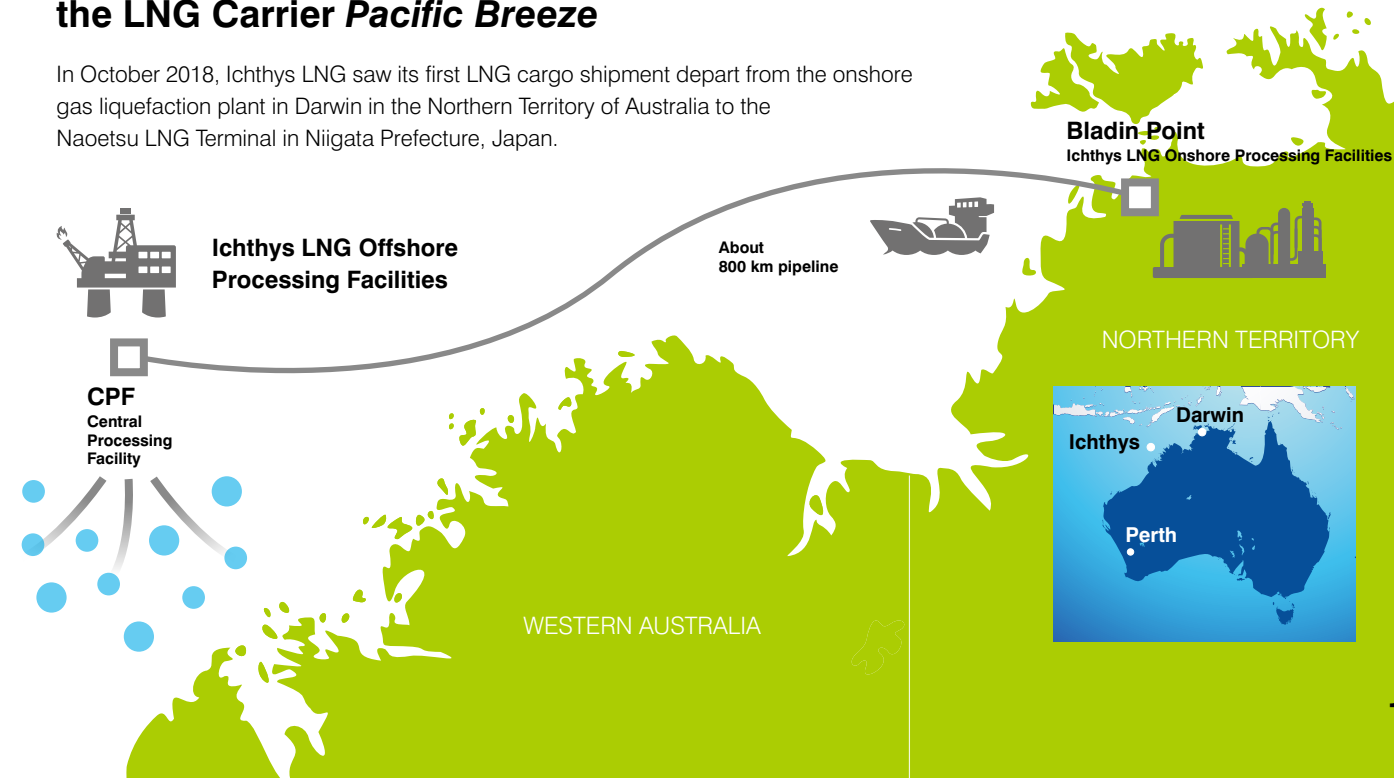 the LNG Carrier Pacific Breeze
In October 2018, Ichthys LNG saw its first LNG cargo shipment depart from the onshore
gas liquefaction plant in Darwin in the Northern Territory of Australia to the
Naoetsu LNG Terminal in Niigata Prefecture, Japan.
Bladin Point
Ichthys LNG Onshore Processing Facilities
Ichthys LNG Offshore
Processing Facilities
About
800 km pipeline
NORTHERN TERRITORY
CPF
Central
Processing
Facility
Darwin
Ichthys
Perth
WESTERN AUSTRALIA